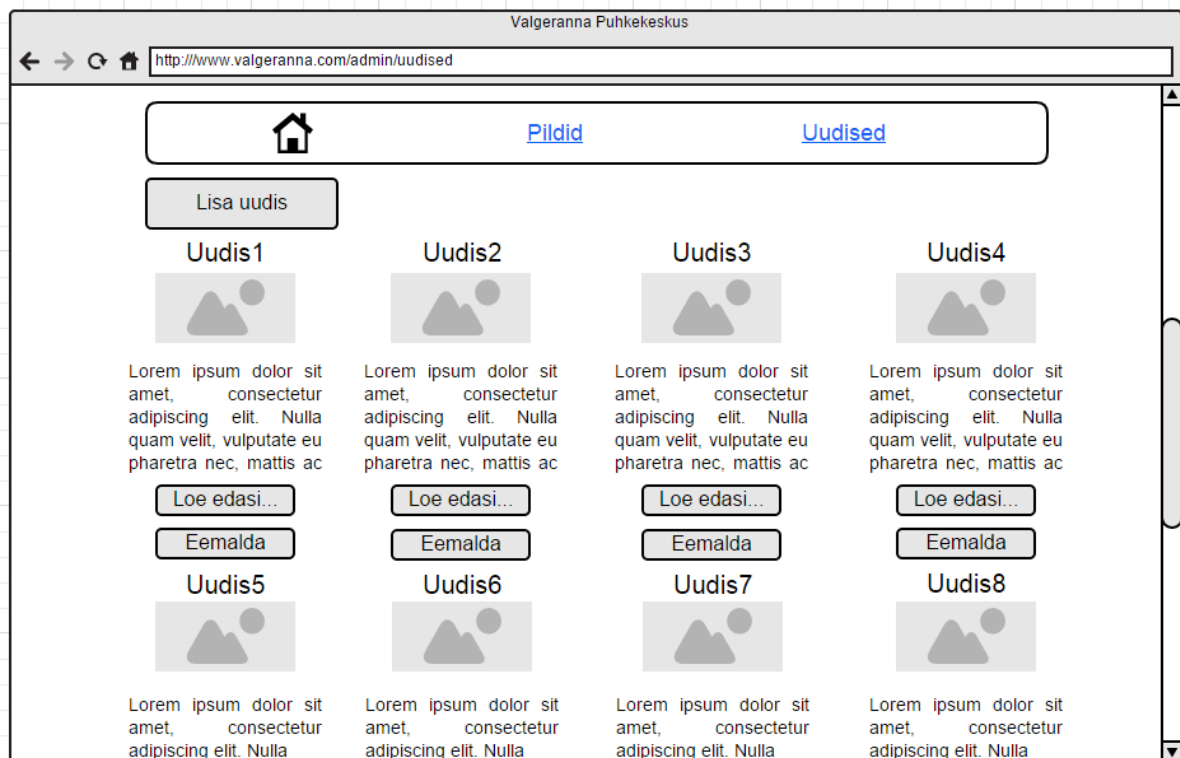 Valgeranna Puhkekeskus
http:///www.valgeranna.com/admin/uudised
Pildid Uudised
Lisa uudis
Uudis1 Uudis2 Uudis3 Uudis4
Lorem ipsum dolor sit
amet, consectetur
adipiscing elit. Nulla
quam velit, vulputate eu
pharetra nec, mattis ac
Lorem ipsum dolor sit
amet, consectetur
adipiscing elit. Nulla
quam velit, vulputate eu
pharetra nec, mattis ac
Lorem ipsum dolor sit
amet, consectetur
adipiscing elit. Nulla
quam velit, vulputate eu
pharetra nec, mattis ac
Lorem ipsum dolor sit
amet, consectetur
adipiscing elit. Nulla
quam velit, vulputate eu
pharetra nec, mattis ac
Loe edasi... Loe edasi... Loe edasi... Loe edasi...
Eemalda Eemalda Eemalda Eemalda
Uudis5 Uudis6 Uudis7 Uudis8
Lorem ipsum dolor sit
amet, consectetur
adipiscing elit. Nulla
Lorem ipsum dolor sit
amet, consectetur
adipiscing elit. Nulla
Lorem ipsum dolor sit
amet, consectetur
adipiscing elit. Nulla
Lorem ipsum dolor sit
amet, consectetur
adipiscing elit. Nulla